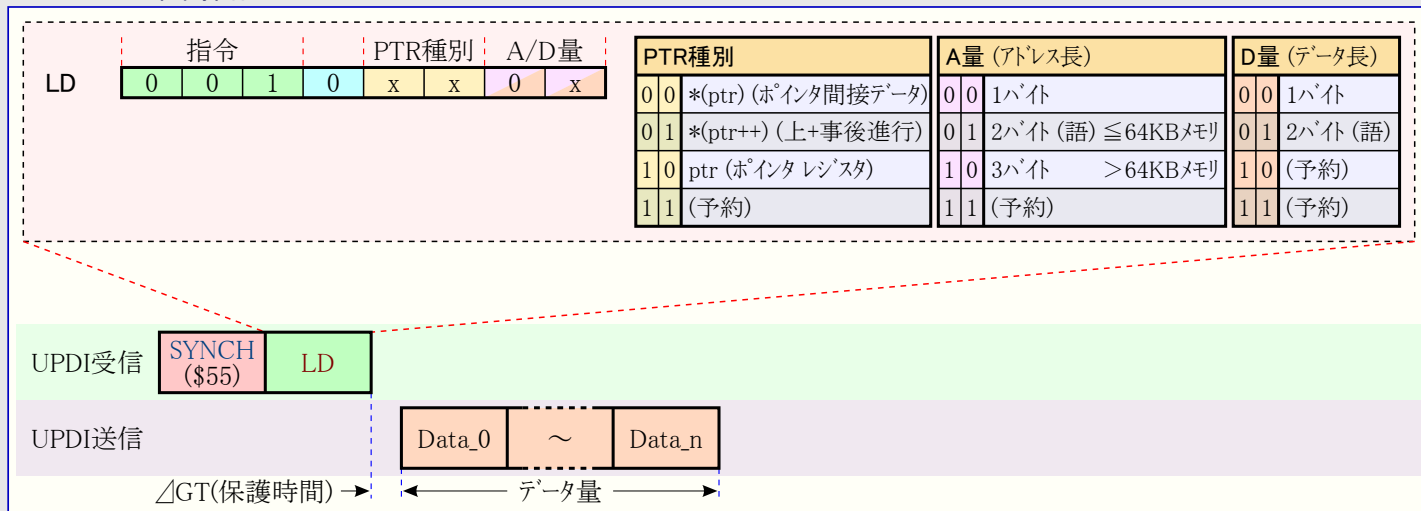 指令 PTR種別 A/D量
LD 0 0 1 0 x x 0 x
PTR種別
0 0 *(ptr) (ポインタ間接データ)
0 1 *(ptr++) (上+事後進行)
1 0 ptr (ポインタ レジスタ)
1 1 (予約)
A量 (アドレス長)
0 0 1バイト
0 1 2バイト (語) ≦64KBメモリ
1 0 3バイト >64KBメモリ
1 1 (予約)
D量 (データ長)
0 0 1バイト
0 1 2バイト (語)
1 0 (予約)
1 1 (予約)
UPDI受信 SYNCH LD
($55)
UPDI送信 Data_0 ～ Data_n
⊿GT(保護時間) データ量